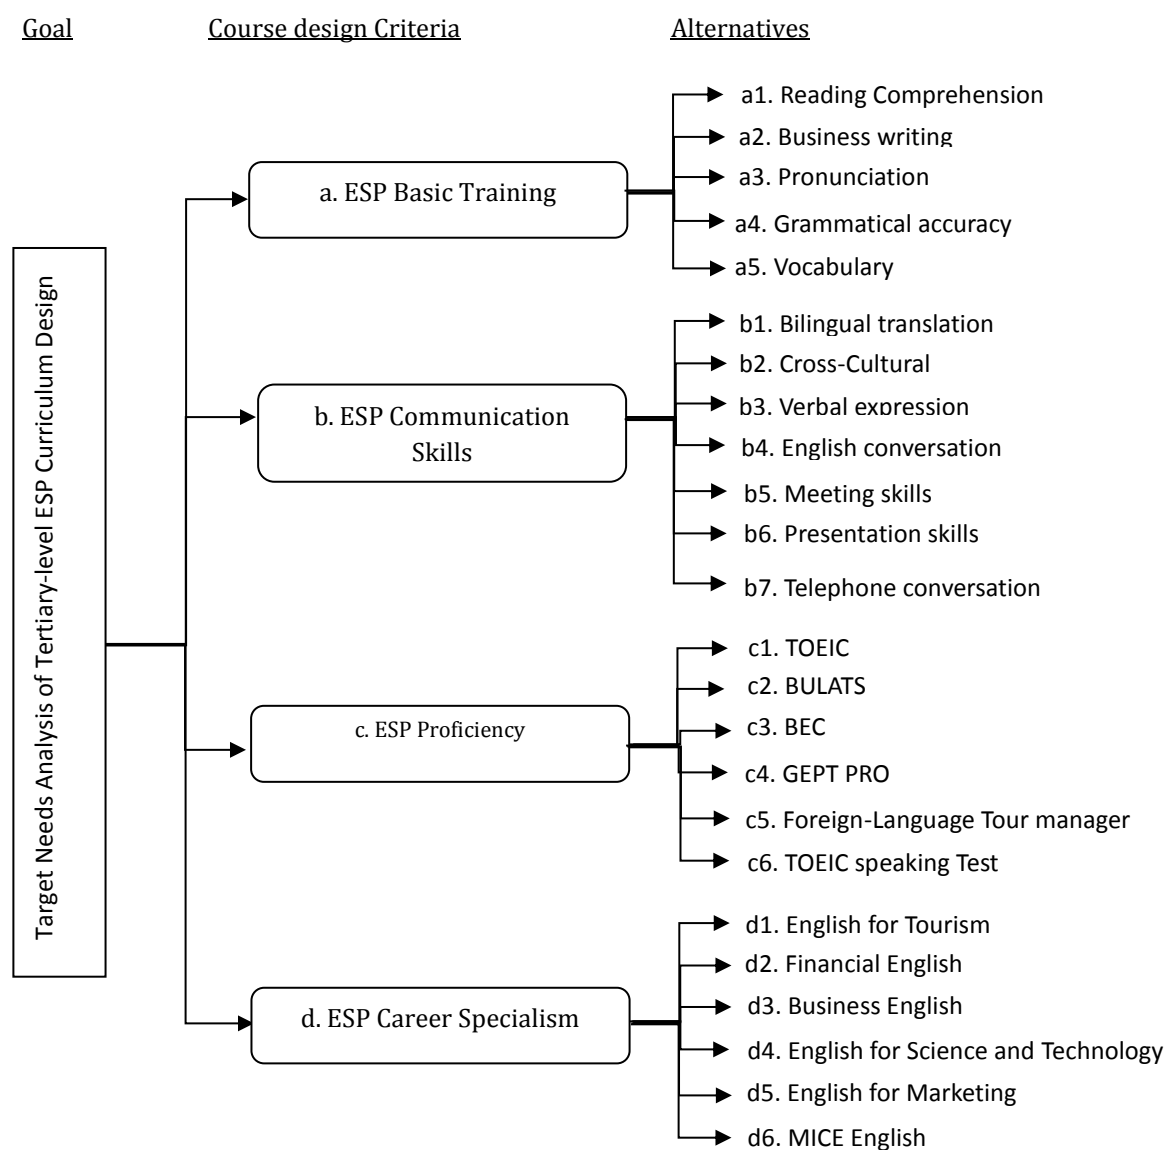 Goal
Course design Criteria
Alternatives
Target Needs Analysis of Tertiary-level ESP Curriculum Design
a. ESP Basic Training
a1. Reading Comprehension
a2. Business writing
a3. Pronunciation
a4. Grammatical accuracy
a5. Vocabulary
b. ESP Communication
Skills
b1. Bilingual translation
b2. Cross-Cultural
b3. Verbal expression
b4. English conversation
b5. Meeting skills
b6. Presentation skills
b7. Telephone conversation
c. ESP Proficiency
c1. TOEIC
c2. BULATS
c3. BEC
c4. GEPT PRO
c5. Foreign-Language Tour manager
c6. TOEIC speaking Test
d. ESP Career Specialism
d1. English for Tourism
d2. Financial English
d3. Business English
d4. English for Science and Technology
d5. English for Marketing
d6. MICE English